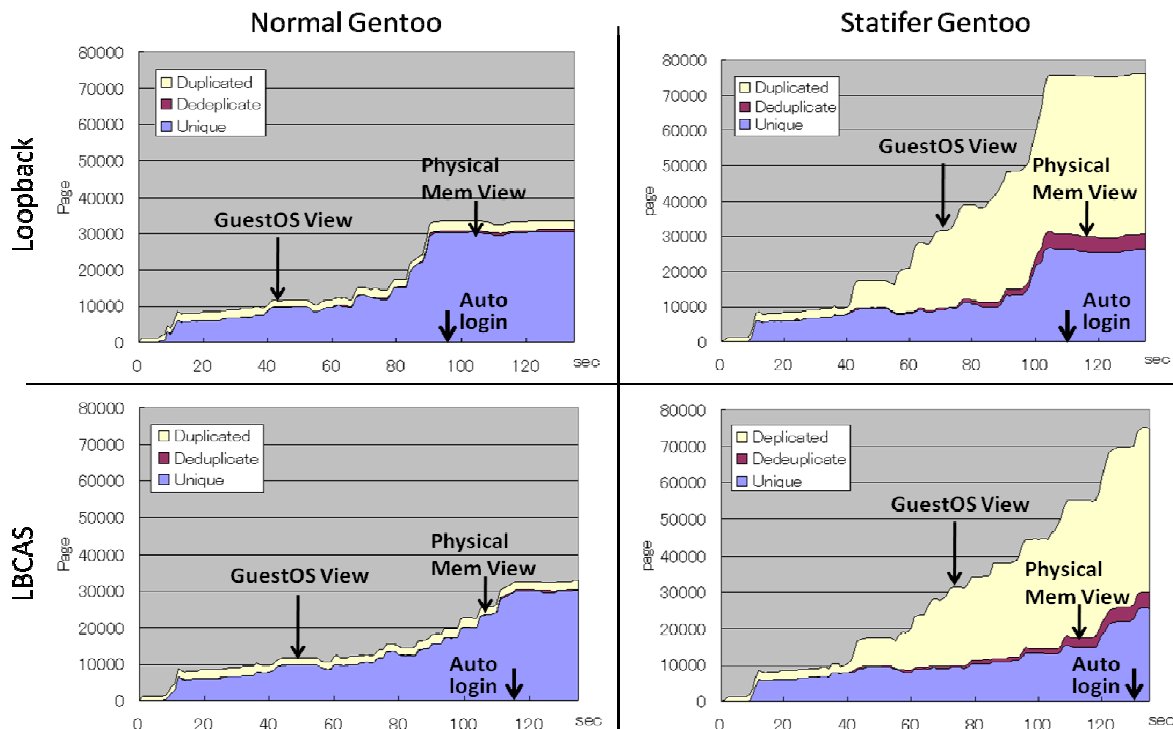 Normal Gentoo
Statifer Gentoo
Loopback
80000
70000
60000
50000
40000
30000
20000
10000
0
Page
Duplicated
Dedeplicate
Unique
GuestOS View
Physical
Mem View
Auto
login
0 20 40 60 80 100 120 sec
80000
70000
60000
50000
40000
30000
20000
10000
0
page
Duplicated
Deduplicate
Unique
GuestOS View
Physical
Mem View
Auto
login
0 20 40 60 80 100 120 sec
LBCAS
80000
70000
60000
50000
40000
30000
20000
10000
0
Page
Duplicated
Deduplicate
Unique
GuestOS View
Physical
Mem View
Auto
login
0 20 40 60 80 100 120 sec
80000
70000
60000
50000
40000
30000
20000
10000
0
page
Deplicated
Dedeuplicate
Unique
GuestOS View
Physical
Mem View
Auto
login
0 20 40 60 80 100 120 sec